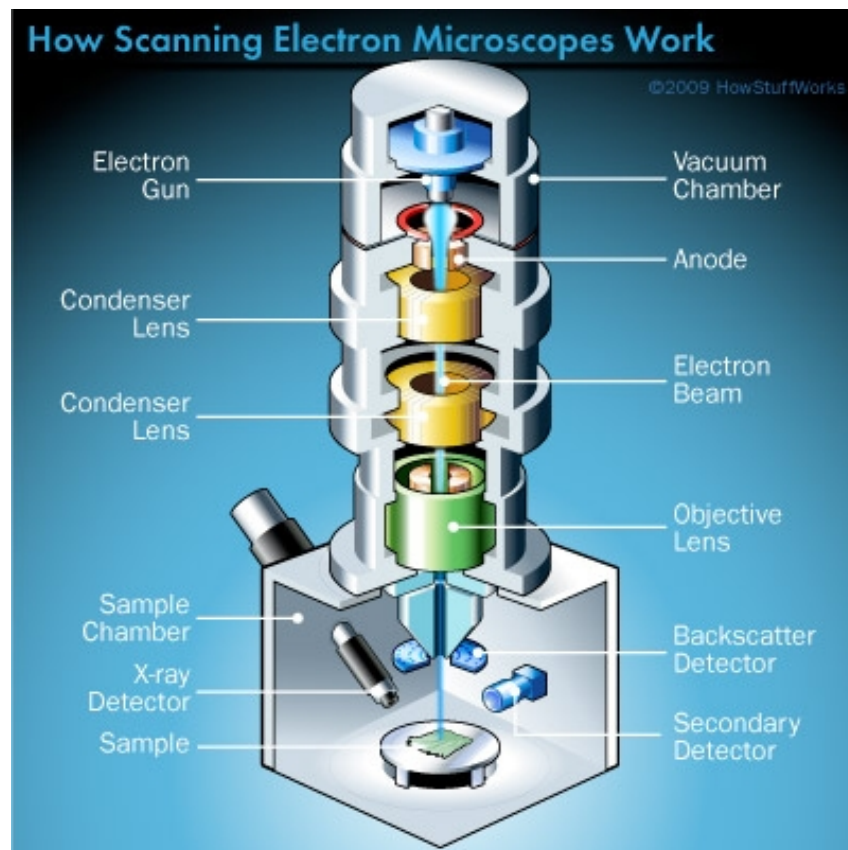 How Scanning Electron Microscopes Work
©2009 HowStuffWorks
Electron
Gun
Vacuum
Chamber
Anode
Condenser
Lens
Electron
Beam
Condenser
Lens
Objective
Lens
Sample
Chamber
Backscatter
Detector
X-ray
Detector
Secondary
Detector
Sample